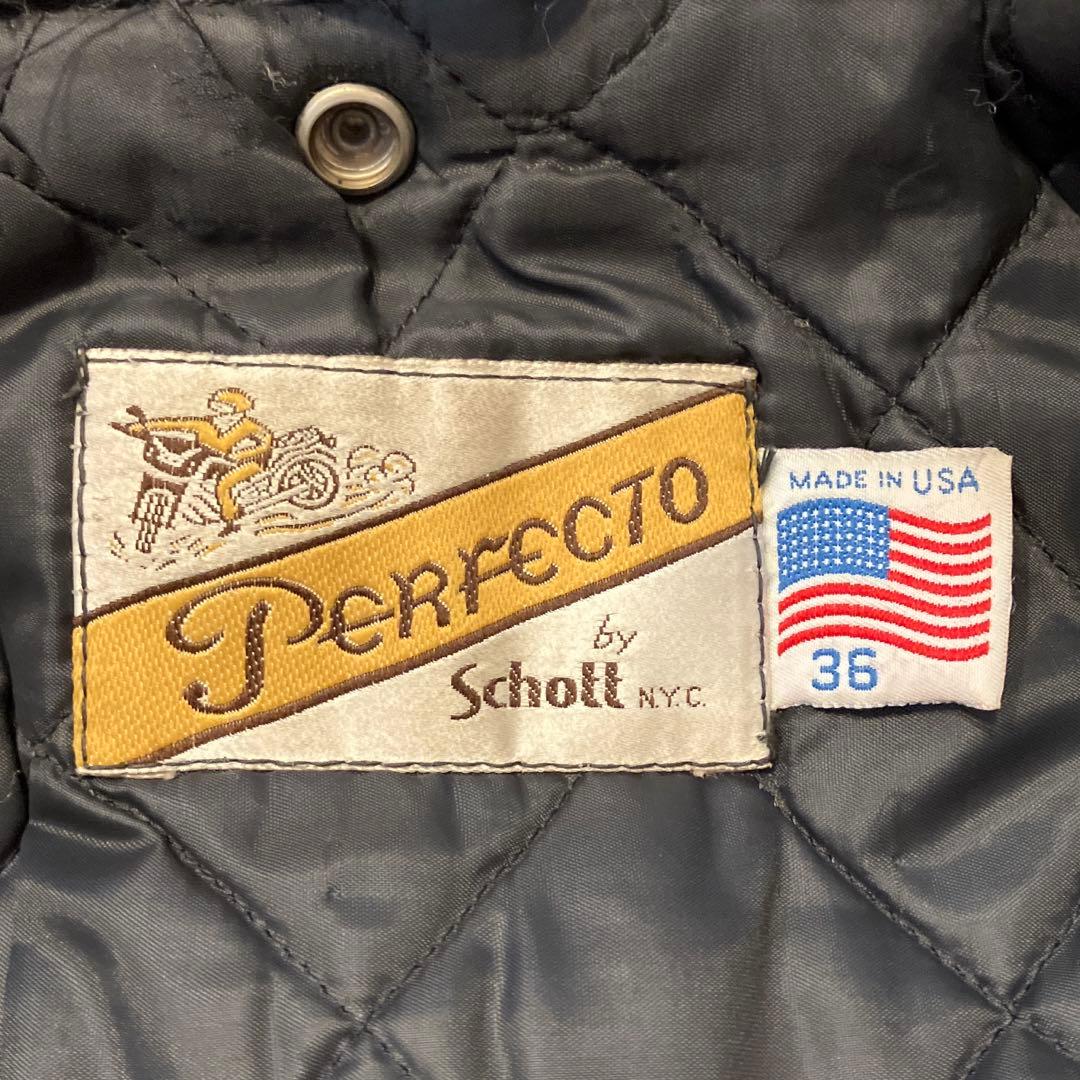 PERFECTO
by
Schott N.Y.C.
MADE IN USA
36